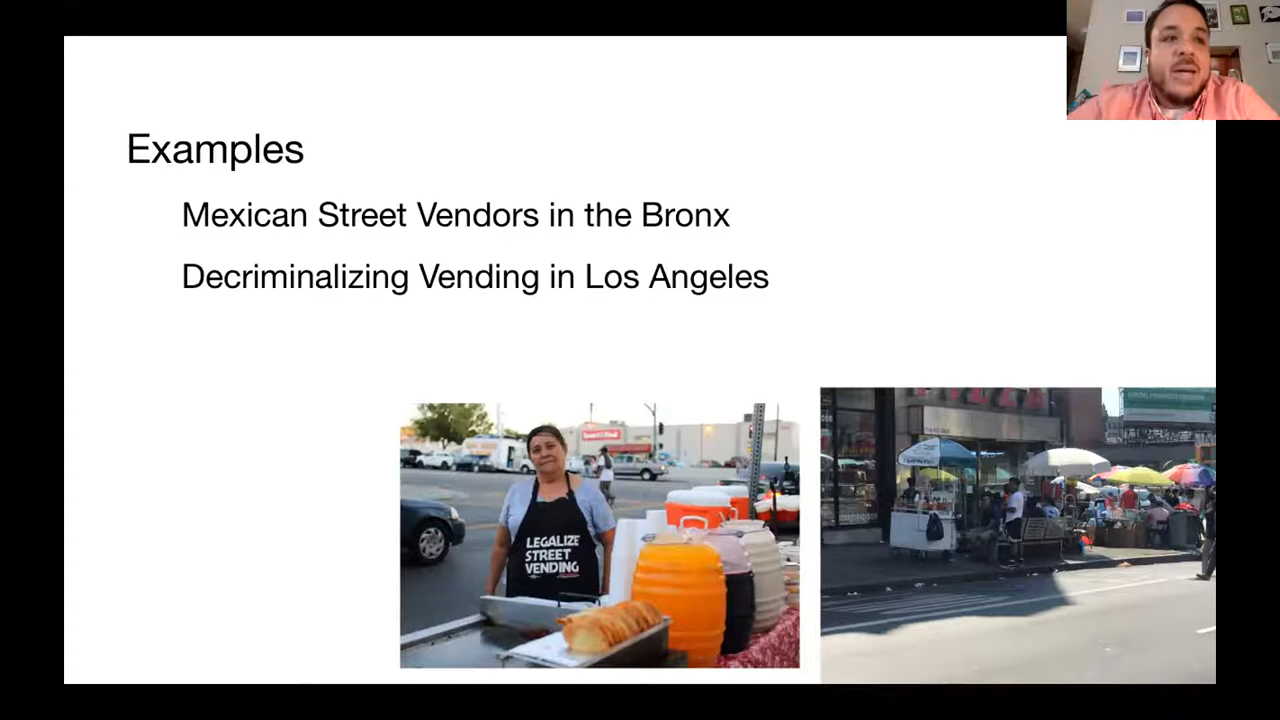 Examples
Mexican Street Vendors in the Bronx
Decriminalizing Vending in Los Angeles
LEGALIZE
STREET
VENDING